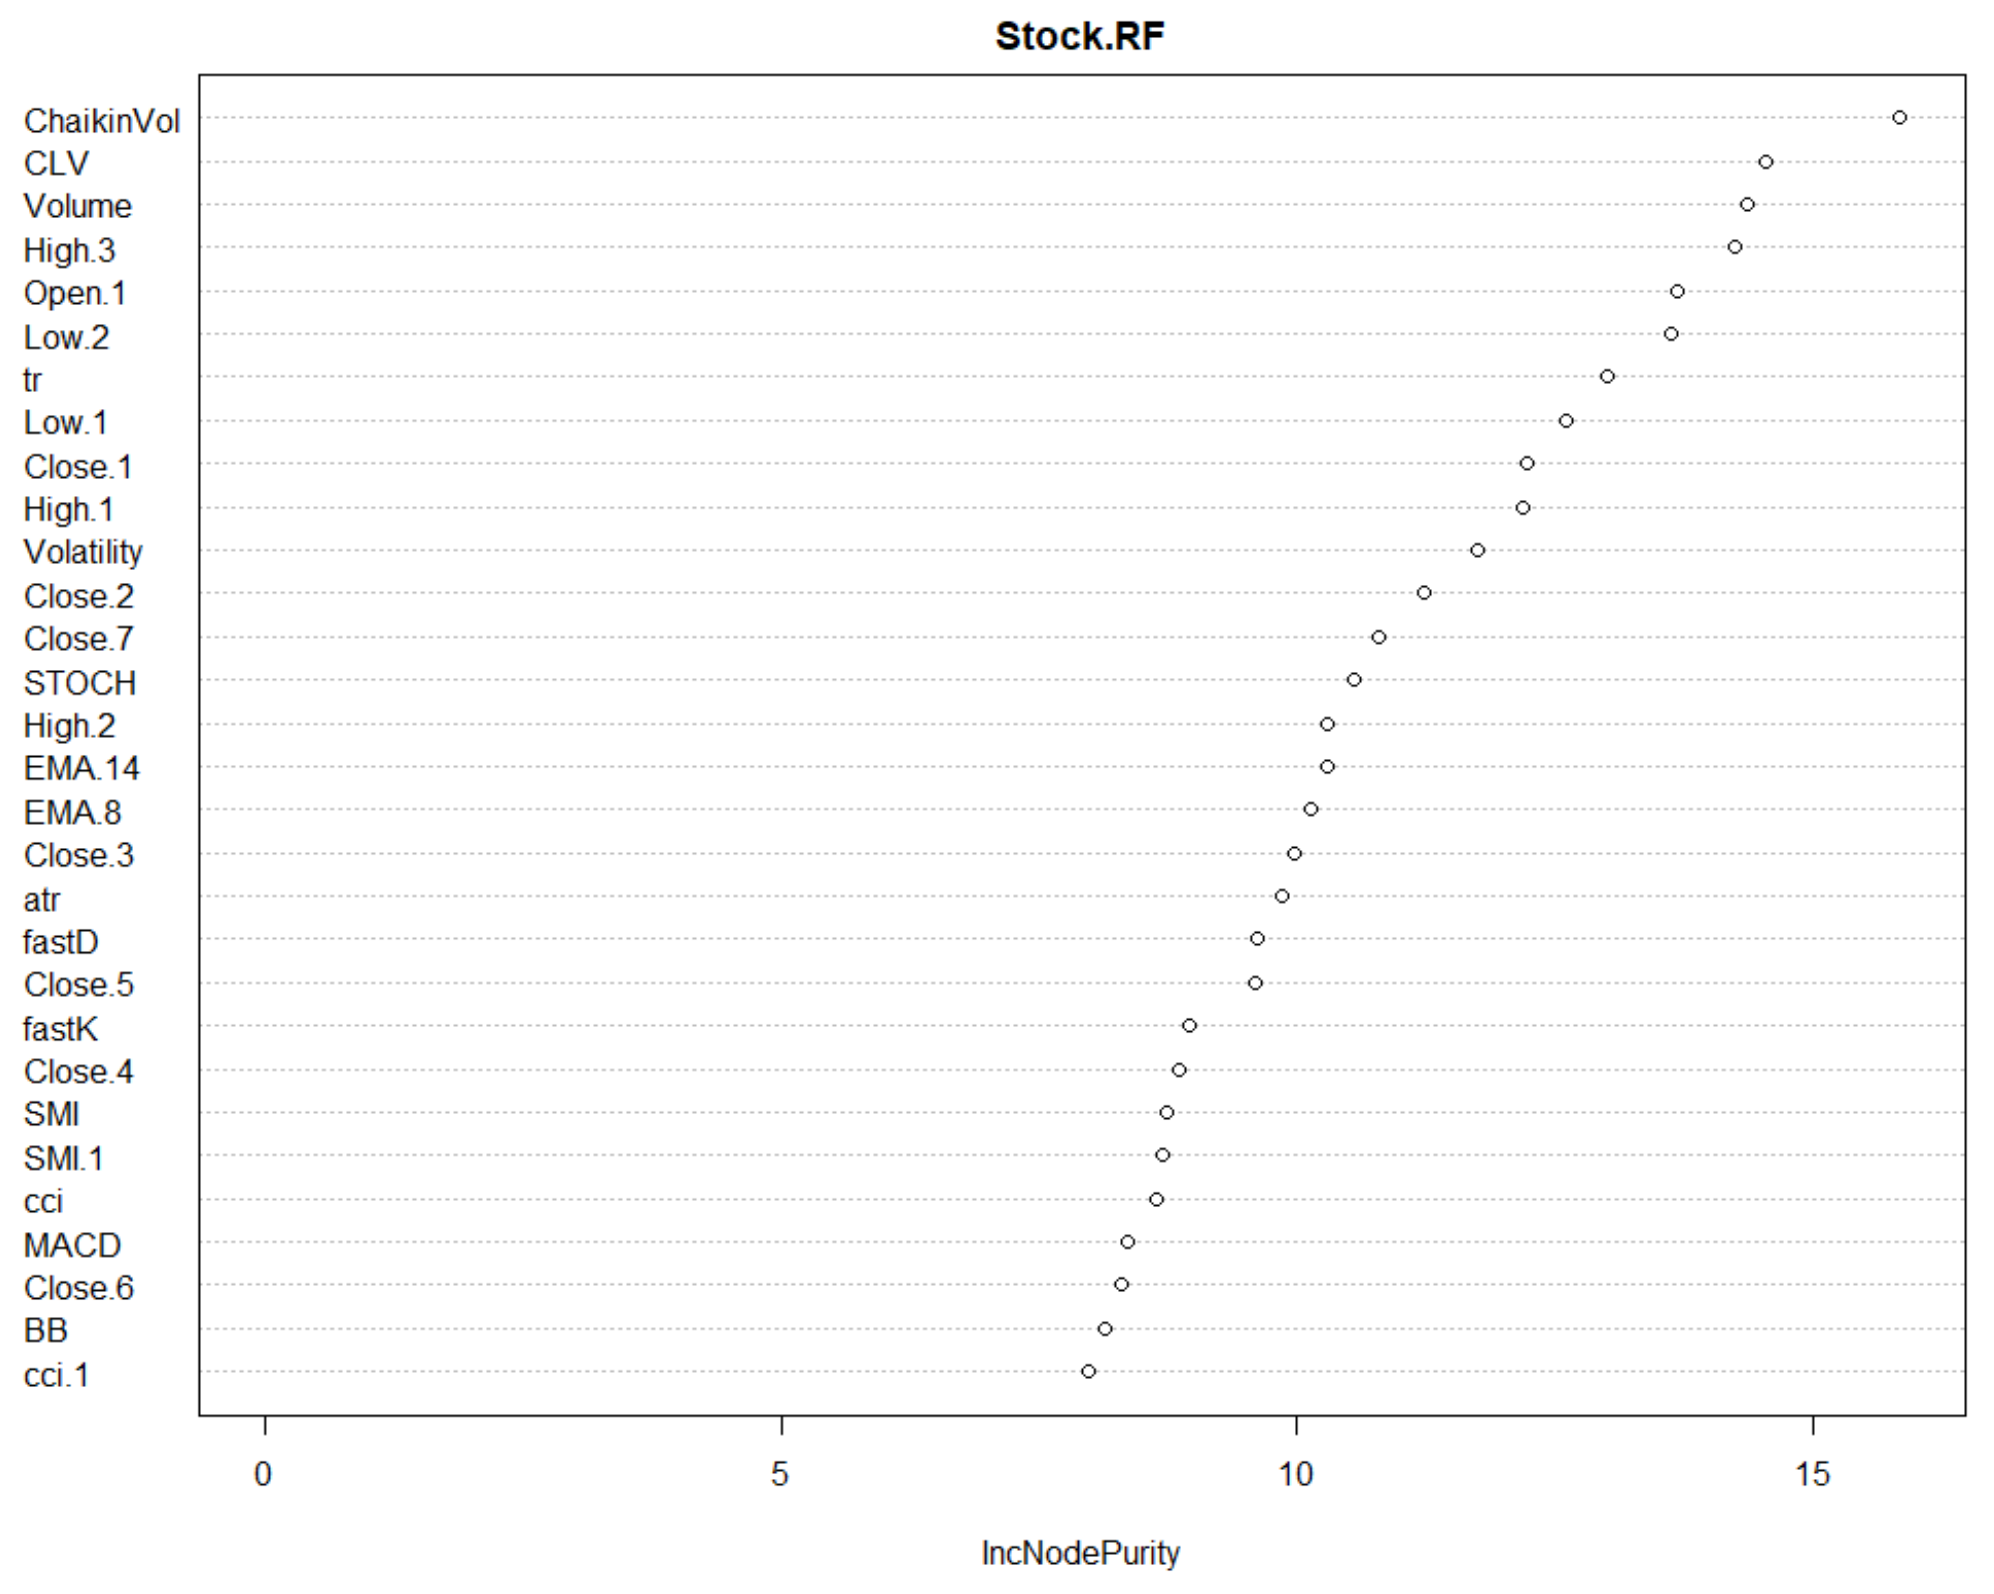 Stock.RF
ChaikinVol
CLV
Volume
High.3
Open.1
Low.2
tr
Low.1
Close.1
High.1
Volatility
Close.2
Close.7
STOCH
High.2
EMA.14
EMA.8
Close.3
atr
fastD
Close.5
fastK
Close.4
SMI
SMI.1
cci
MACD
Close.6
BB
cci.1
0 5 10 15
IncNodePurity